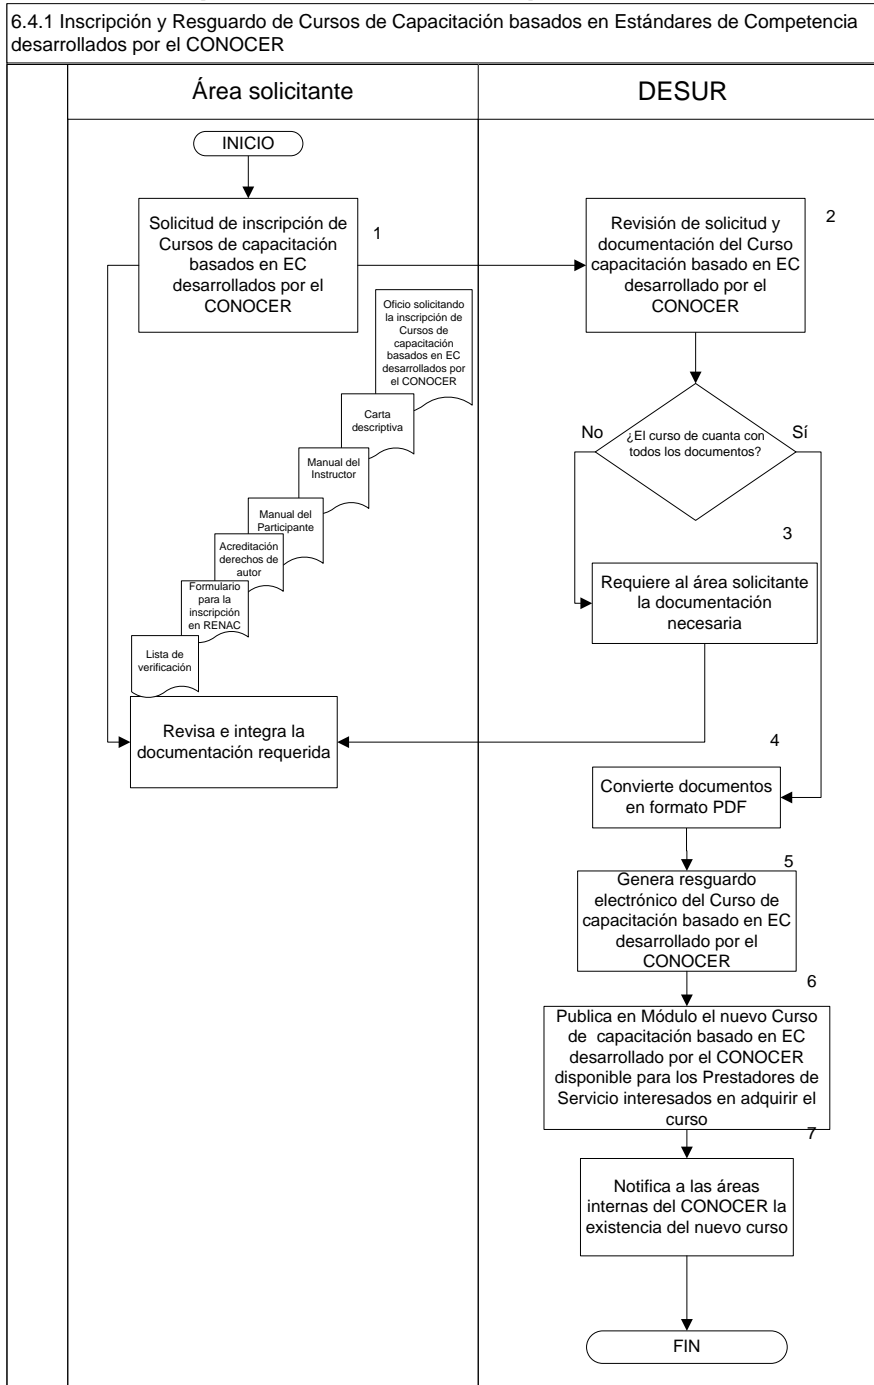 6.4.1 Inscripción y Resguardo de Cursos de Capacitación basados en Estándares de Competencia
desarrollados por el CONOCER
Área solicitante
DESUR
INICIO
Solicitud de inscripción de
Cursos de capacitación
basados en EC
desarrollados por el
CONOCER
1
Revisión de solicitud y
documentación del Curso
capacitación basado en EC
desarrollado por el
CONOCER
2
Oficio solicitando
la inscripción de
Cursos de
capacitación
basados en EC
desarrollados por
el CONOCER
Carta
descriptiva
Manual del
Instructor
Manual del
Participante
Acreditación
derechos de
autor
Formulario
para la
inscripción
en RENAC
Lista de
verificación
No
¿El curso de cuanta con
todos los documentos?
Sí
3
Requiere al área solicitante
la documentación
necesaria
Revisa e integra la
documentación requerida
4
Convierte documentos
en formato PDF
5
Genera resguardo
electrónico del Curso de
capacitación basado en EC
desarrollado por el
CONOCER
6
Publica en Módulo el nuevo Curso
de capacitación basado en EC
desarrollado por el CONOCER
disponible para los Prestadores de
Servicio interesados en adquirir el
curso
7
Notifica a las áreas
internas del CONOCER la
existencia del nuevo curso
FIN